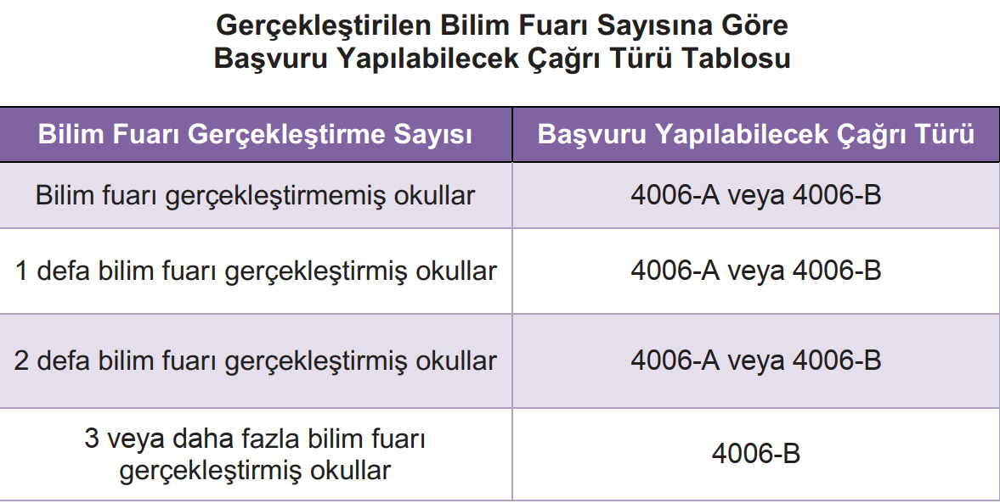 Gerçekleştirilen Bilim Fuarı Sayısına Göre
Başvuru Yapılabilecek Çağrı Türü Tablosu
Bilim Fuarı Gerçekleştirme Sayısı
Başvuru Yapılabilecek Çağrı Türü
Bilim fuarı gerçekleştirmemiş okullar
4006-A veya 4006-B
1 defa bilim fuarı gerçekleştirmiş okullar
4006-A veya 4006-B
2 defa bilim fuarı gerçekleştirmiş okullar
4006-A veya 4006-B
3 veya daha fazla bilim fuarı
gerçekleştirmiş okullar
4006-B